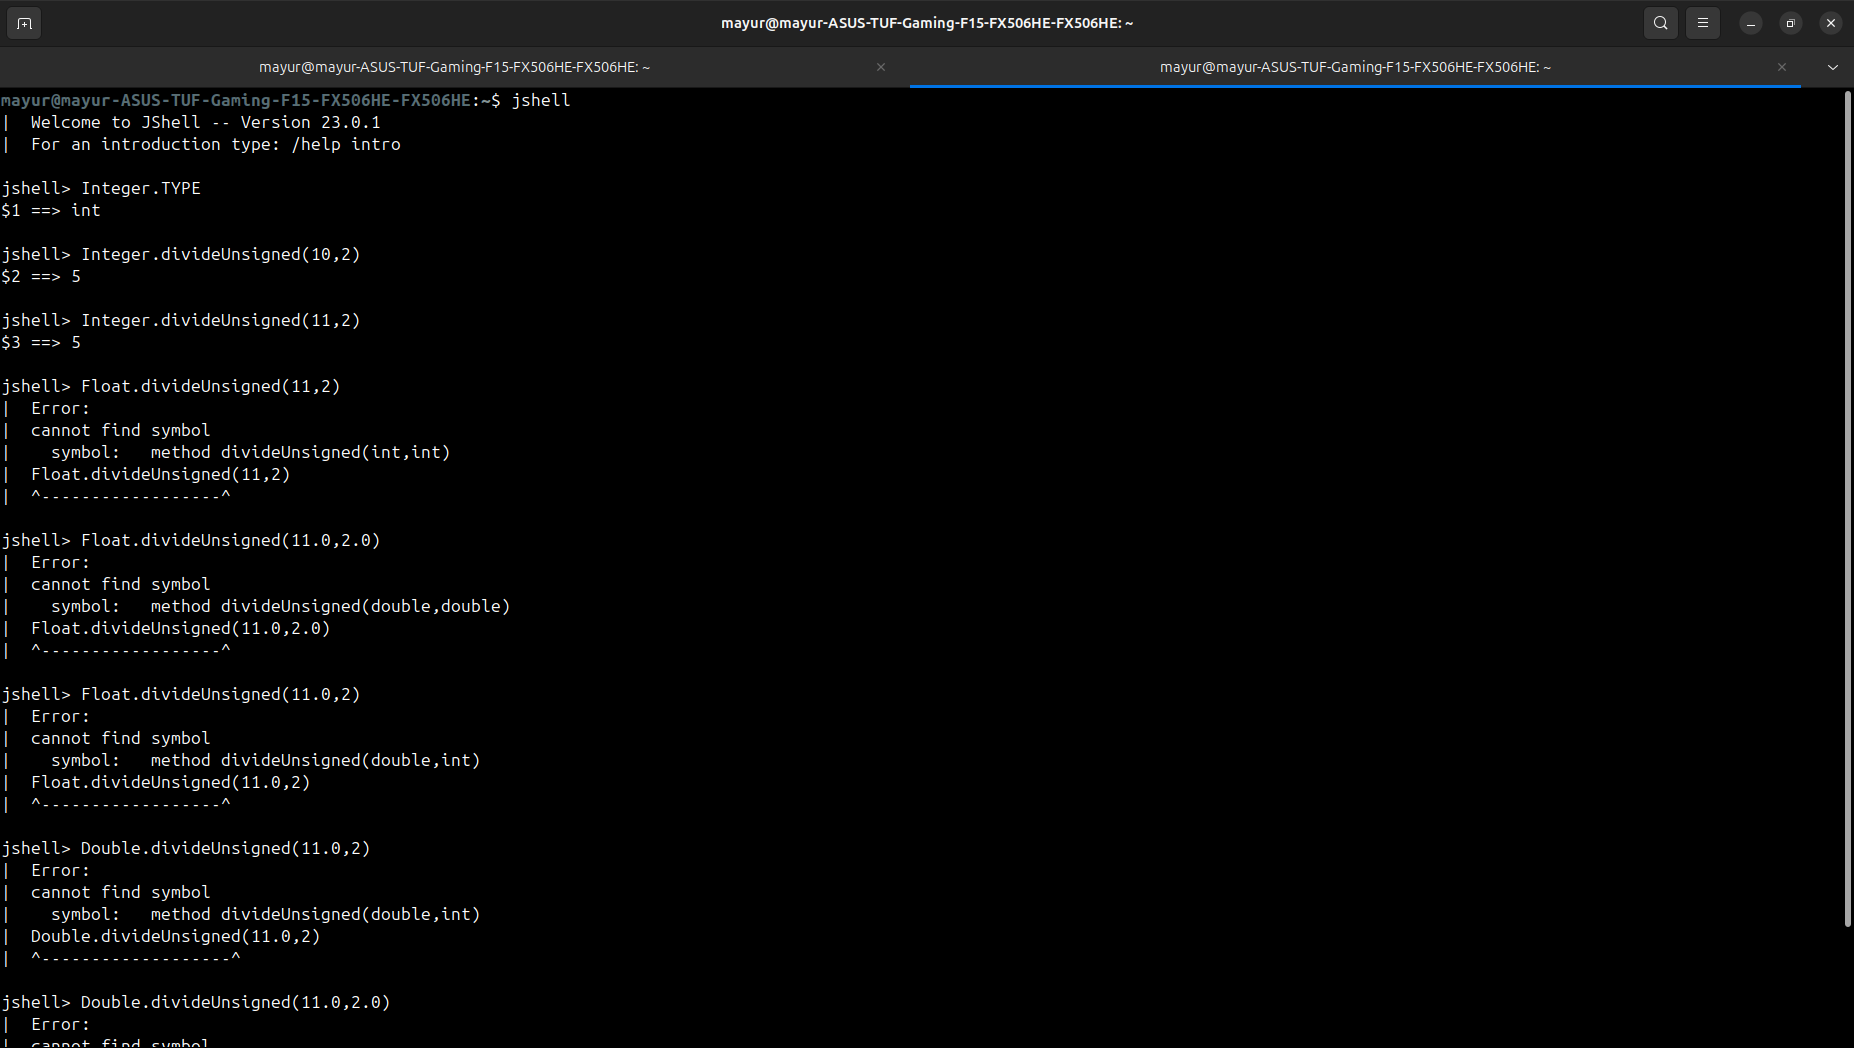 mayur@mayur-ASUS-TUF-Gaming-F15-FX506HE-FX506HE: ~
mayur@mayur-ASUS-TUF-Gaming-F15-FX506HE-FX506HE: ~
mayur@mayur-ASUS-TUF-Gaming-F15-FX506HE-FX506HE: ~
mayur@mayur-ASUS-TUF-Gaming-F15-FX506HE-FX506HE:~$ jshell
|  Welcome to JShell -- Version 23.0.1
|  For an introduction type: /help intro
jshell> Integer.TYPE
$1 ==> int
jshell> Integer.divideUnsigned(10,2)
$2 ==> 5
jshell> Integer.divideUnsigned(11,2)
$3 ==> 5
jshell> Float.divideUnsigned(11,2)
|  Error:
|  cannot find symbol
|    symbol:   method divideUnsigned(int,int)
|  Float.divideUnsigned(11,2)
|  ^------------------^
jshell> Float.divideUnsigned(11.0,2.0)
|  Error:
|  cannot find symbol
|    symbol:   method divideUnsigned(double,double)
|  Float.divideUnsigned(11.0,2.0)
|  ^------------------^
jshell> Float.divideUnsigned(11.0,2)
|  Error:
|  cannot find symbol
|    symbol:   method divideUnsigned(double,int)
|  Float.divideUnsigned(11.0,2)
|  ^------------------^
jshell> Double.divideUnsigned(11.0,2)
|  Error:
|  cannot find symbol
|    symbol:   method divideUnsigned(double,int)
|  Double.divideUnsigned(11.0,2)
|  ^-------------------^
jshell> Double.divideUnsigned(11.0,2.0)
|  Error:
|  cannot find symbol